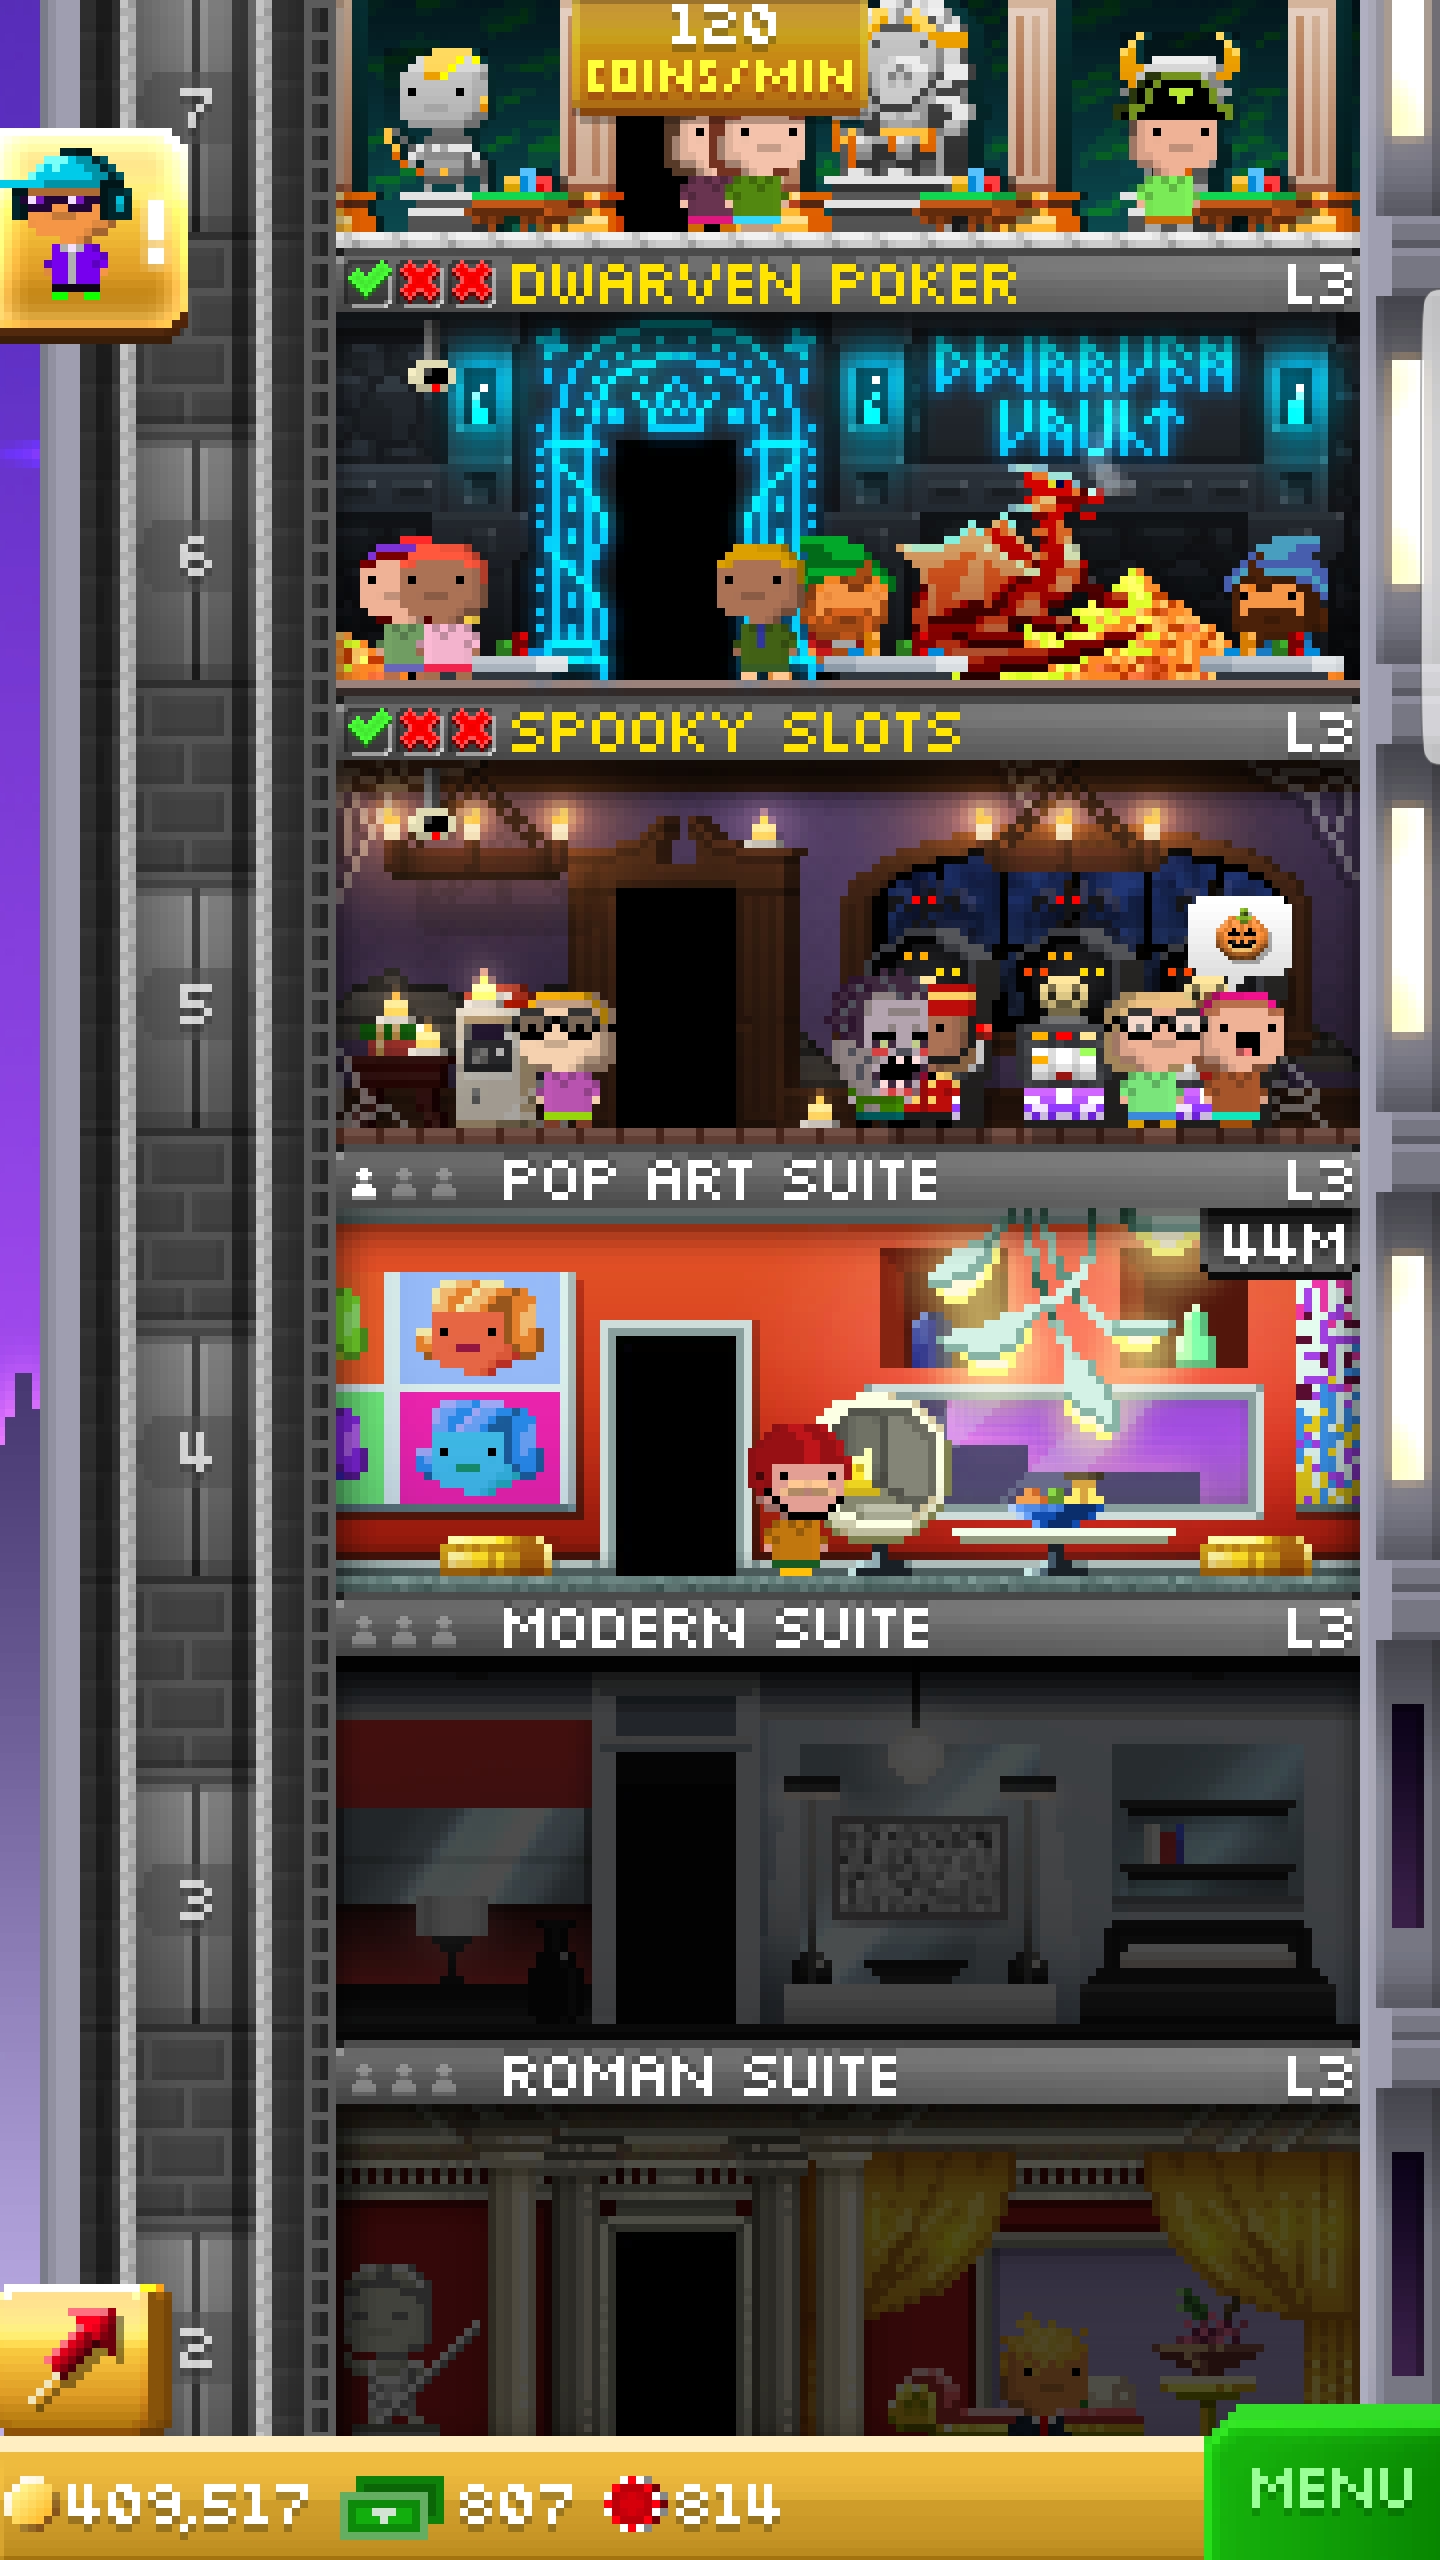 120
COINS/MIN
7
!
DWARVEN POKER L3
DWARVEN
VAULT
6
SPOOKY SLOTS L3
5
POP ART SUITE L3
44M
4
MODERN SUITE L3
3
ROMAN SUITE L3
2
409,517 807 814
MENU